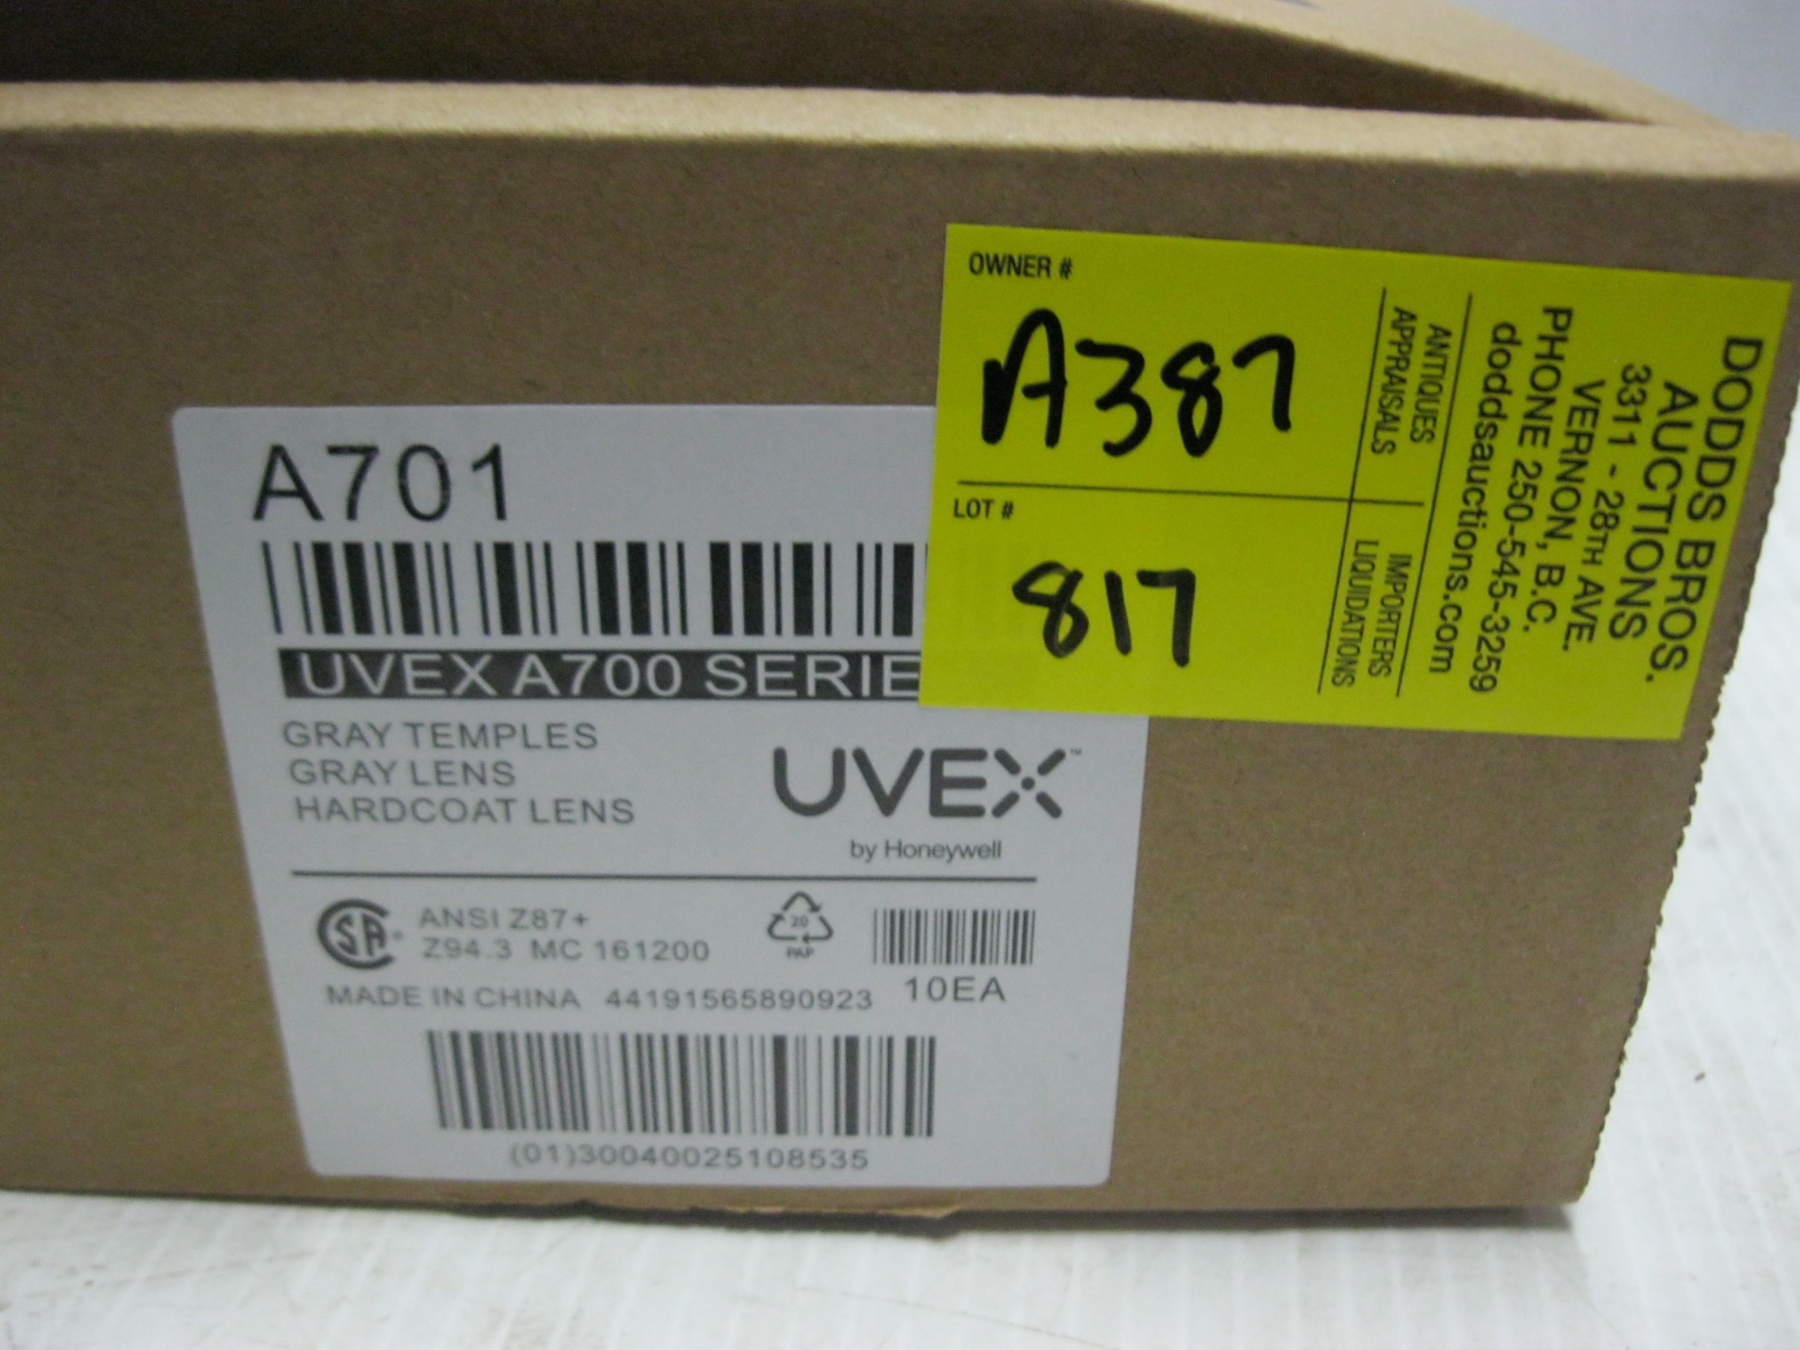 A701
UVEX A700 SERIE
GRAY TEMPLES
GRAY LENS
HARDCOAT LENS
UVEX™
by Honeywell
CSA®
ANSI Z87+
Z94.3 MC 161200
20
PAP
10EA
MADE IN CHINA 44191565890923
(01)30040025108535
OWNER #
A387
LOT #
817
DODDS BROS.
AUCTIONS
3311 - 28TH AVE.
VERNON, B.C.
PHONE 250-545-3259
doddsauctions.com
ANTIQUES
APPRAISALS
IMPORTERS
LIQUIDATIONS